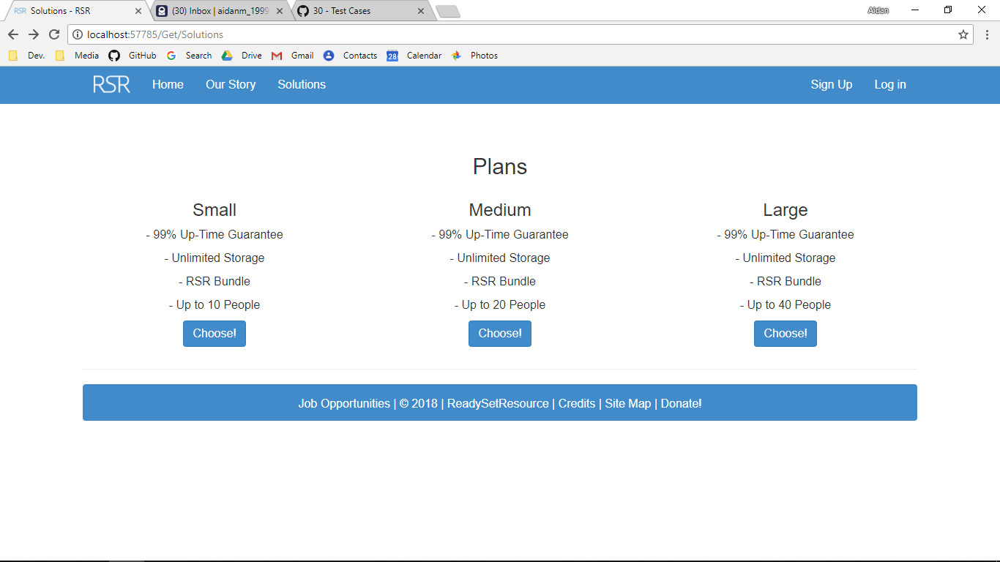 RSR Solutions - RSR (30) Inbox | aidanm_1999 30 - Test Cases Aidan
localhost:57785/Get/Solutions
Dev. Media GitHub G Search Drive Gmail Contacts 28 Calendar Photos
RSR Home Our Story Solutions Sign Up Log in
Plans
Small Medium Large
- 99% Up-Time Guarantee - 99% Up-Time Guarantee - 99% Up-Time Guarantee
- Unlimited Storage - Unlimited Storage - Unlimited Storage
- RSR Bundle - RSR Bundle - RSR Bundle
- Up to 10 People - Up to 20 People - Up to 40 People
Choose! Choose! Choose!
Job Opportunities | © 2018 | ReadySetResource | Credits | Site Map | Donate!